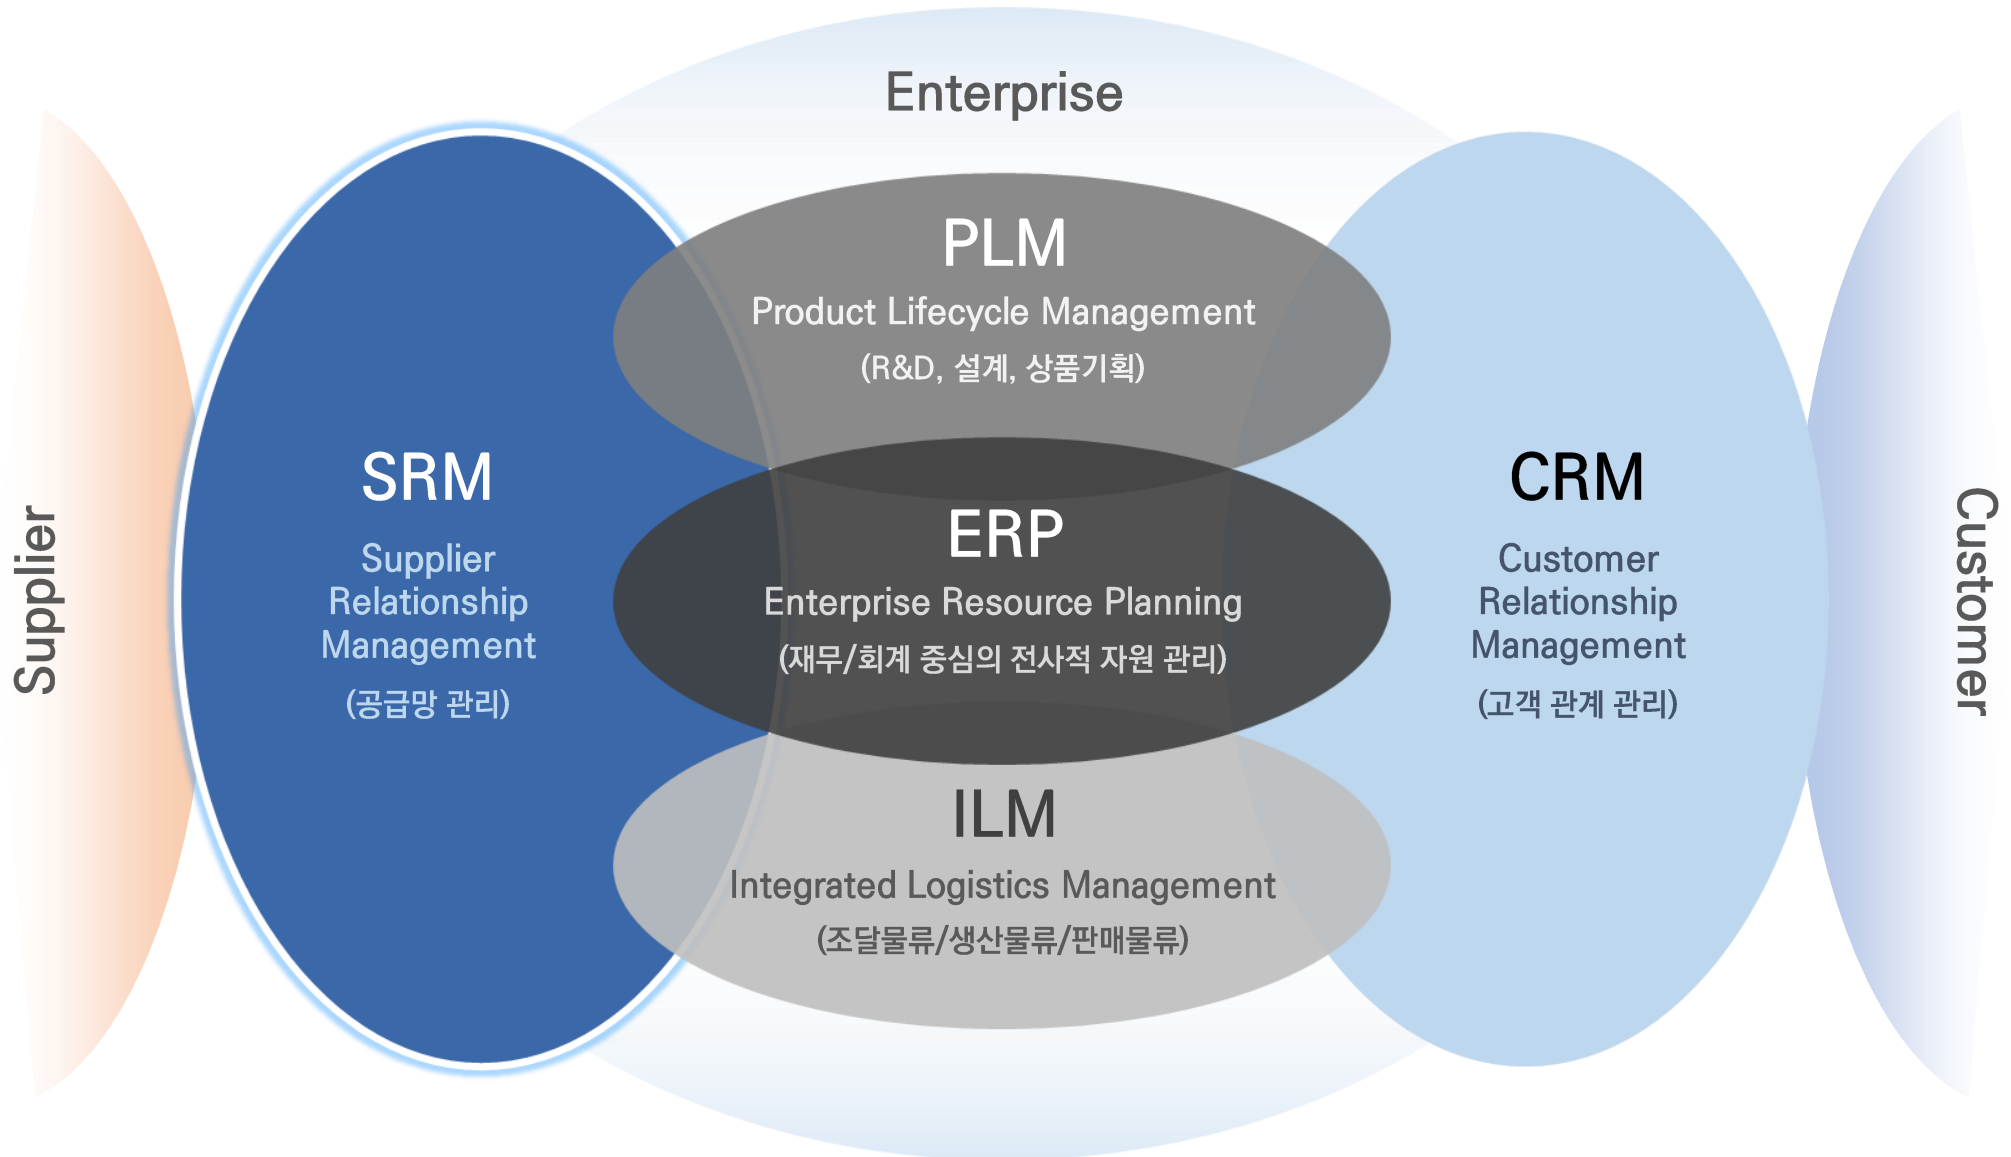 Enterprise
Supplier
SRM
Supplier
Relationship
Management
(공급망 관리)
PLM
Product Lifecycle Management
(R&D, 설계, 상품기획)
ERP
Enterprise Resource Planning
(재무/회계 중심의 전사적 자원 관리)
ILM
Integrated Logistics Management
(조달물류/생산물류/판매물류)
CRM
Customer
Relationship
Management
(고객 관계 관리)
Customer